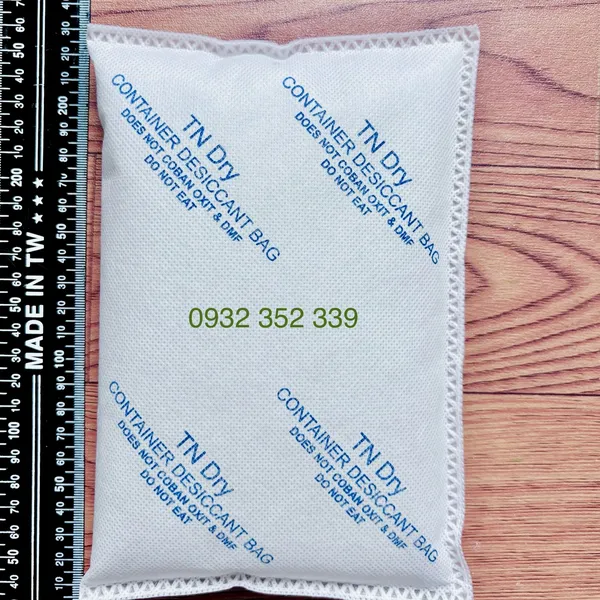 TN Dry
CONTAINER DESICCANT BAG
DOES NOT COBAN OXIT & DMF
DO NOT EAT
TN Dry
CONTAINER DESICCANT BAG
DOES NOT COBAN OXIT & DMF
DO NOT EAT
0932 352 339
TN Dry
CONTAINER DESICCANT BAG
DOES NOT COBAN OXIT & DMF
DO NOT EAT
TN Dry
CONTAINER DESICCANT BAG
DOES NOT COBAN OXIT & DMF
DO NOT EAT
MADE IN TW ★★★